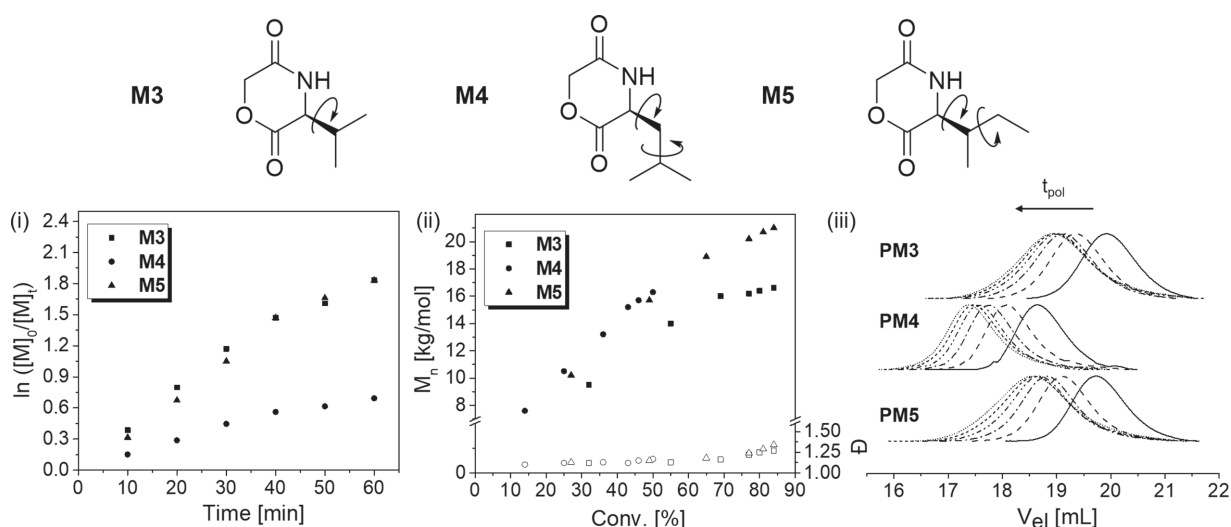 O
NH
O
O
M3
O
NH
O
O
M4
O
NH
O
O
M5
(i)
2.4
2.1
1.8
1.5
1.2
0.9
0.6
0.3
0.0
ln ([M]0/[M]t)
M3
M4
M5
0 10 20 30 40 50 60
Time [min]
(ii)
20
18
16
14
12
10
8
0
Mn [kg/mol]
M3
M4
M5
1.50
1.25
1.00
Đ
0 10 20 30 40 50 60 70 80 90
Conv. [%]
(iii)
tpol
PM3
PM4
PM5
16 17 18 19 20 21 22
Vel [mL]